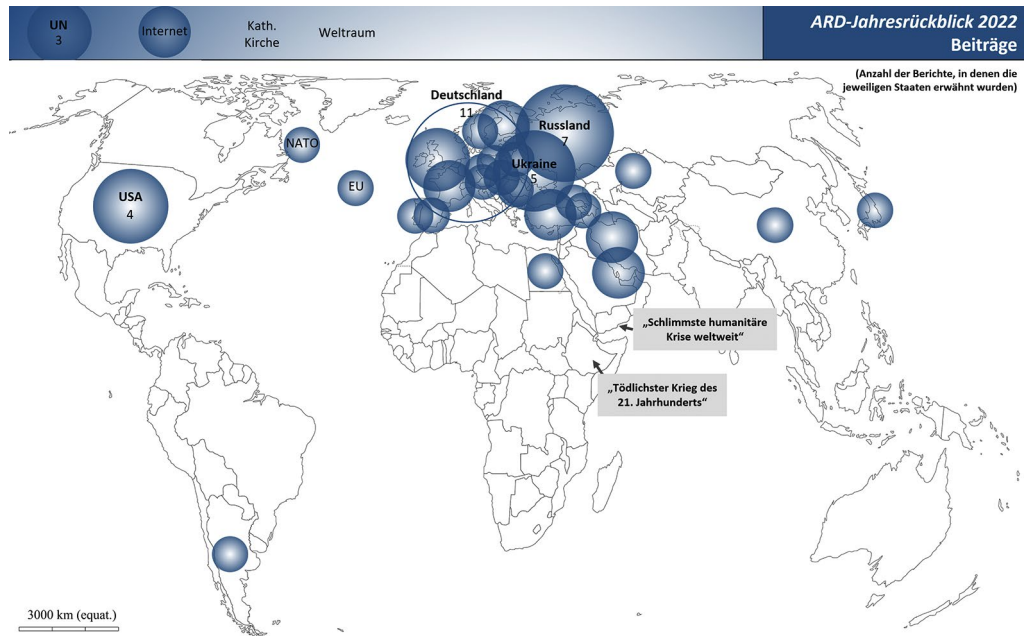 UN
3
Internet
Kath.
Kirche
Weltraum
ARD-Jahresrückblick 2022
Beiträge
(Anzahl der Berichte, in denen die
jeweiligen Staaten erwähnt wurden)
Deutschland
11
Russland
7
NATO
Ukraine
5
EU
USA
4
„Schlimmste humanitäre
Krise weltweit“
„Tödlichster Krieg des
21. Jahrhunderts“
3000 km (equat.)